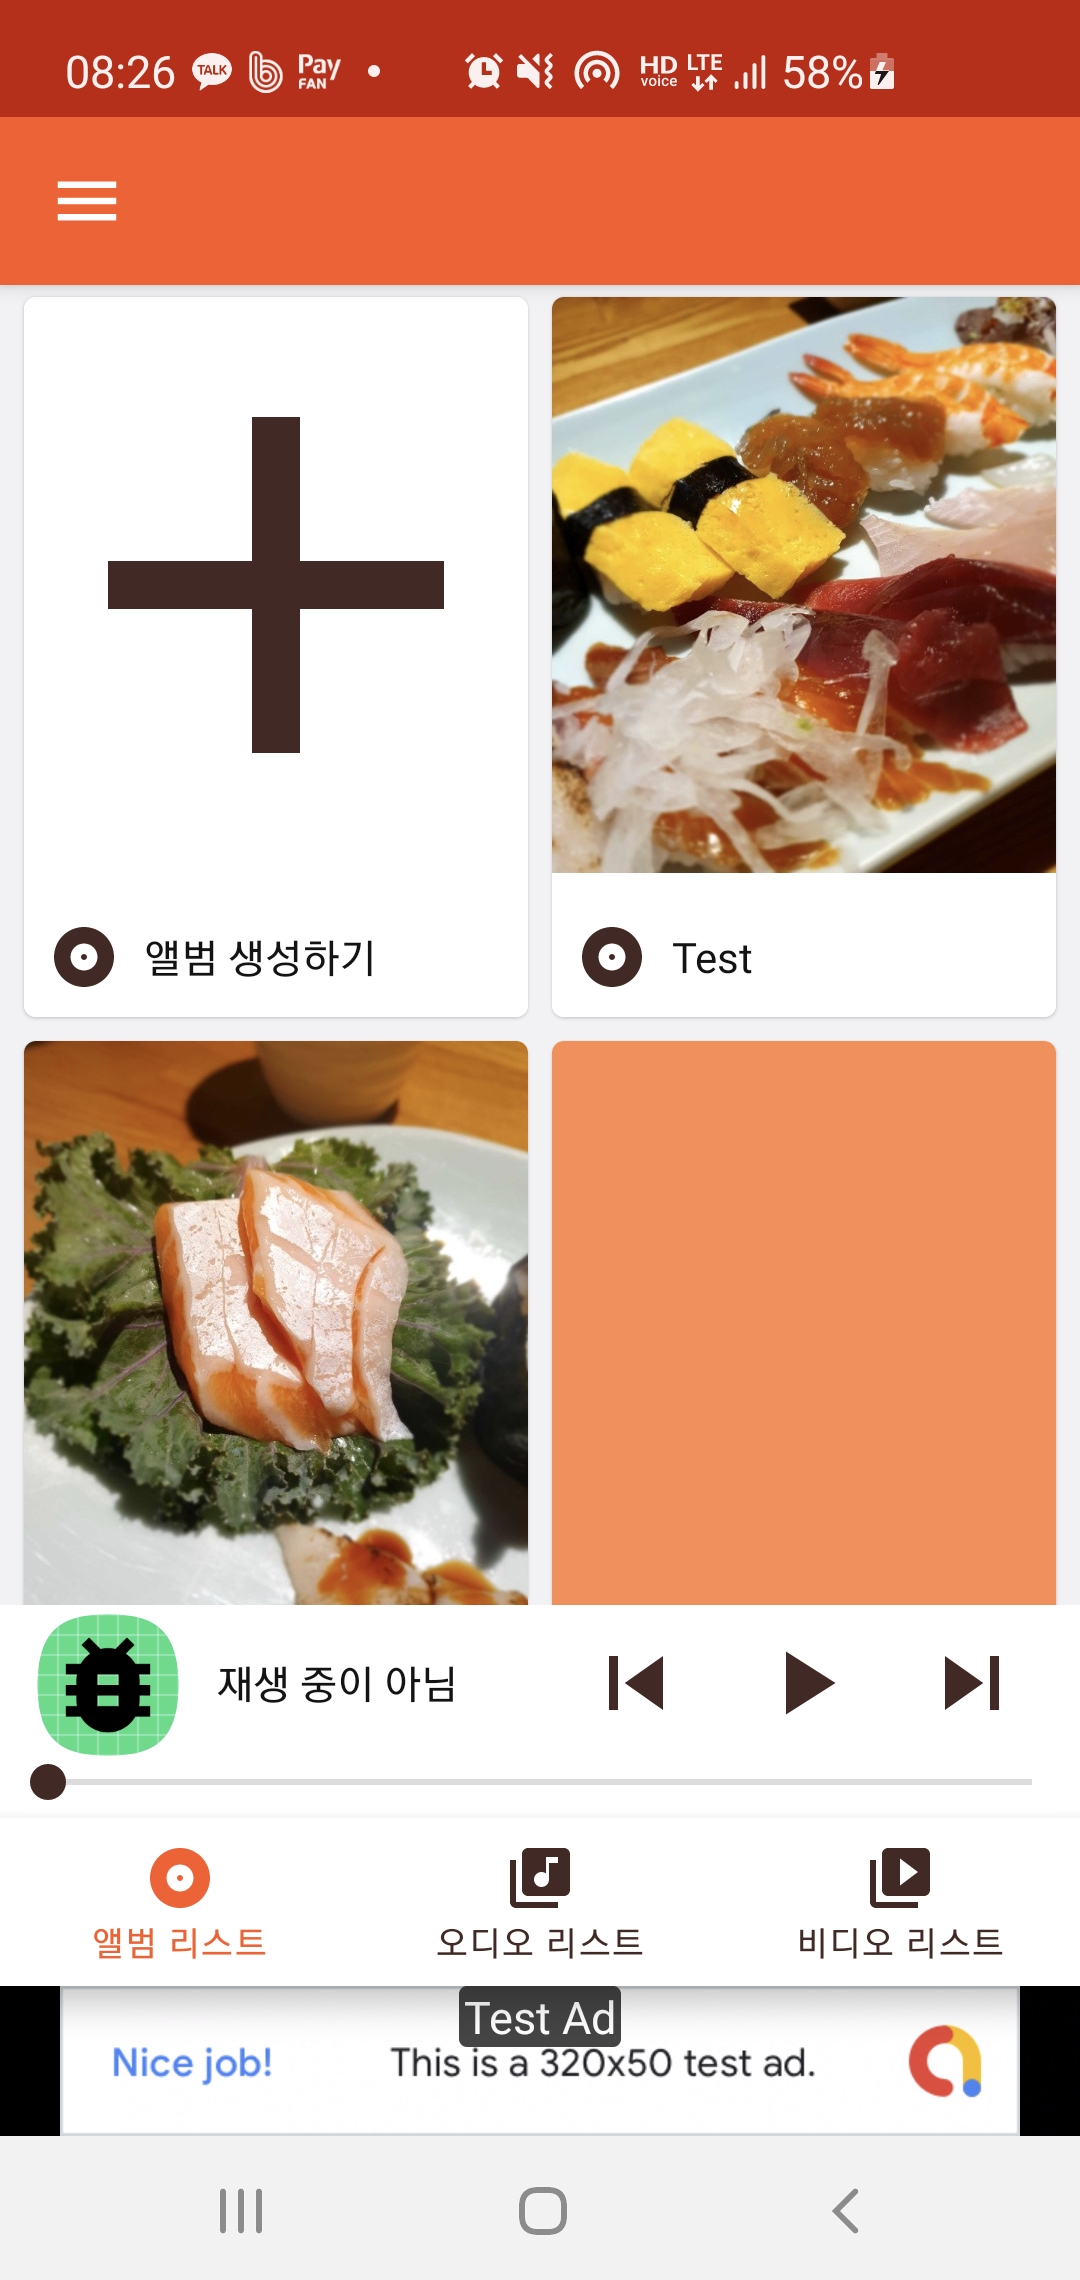 08:26 TALK Pay FAN HD voice LTE 58%
앨범 생성하기
Test
재생 중이 아님
앨범 리스트
오디오 리스트
비디오 리스트
Test Ad
Nice job!
This is a 320x50 test ad.